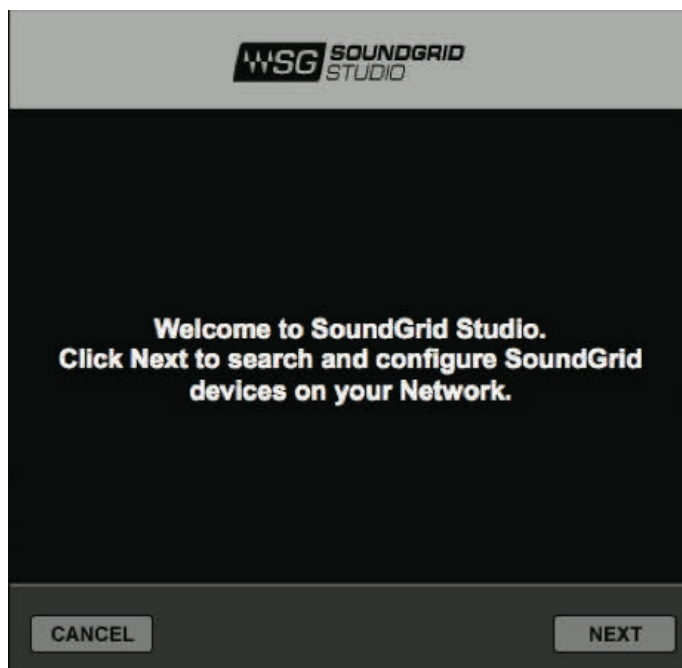 WSG SOUNDGRID
STUDIO
Welcome to SoundGrid Studio.
Click Next to search and configure SoundGrid
devices on your Network.
CANCEL
NEXT